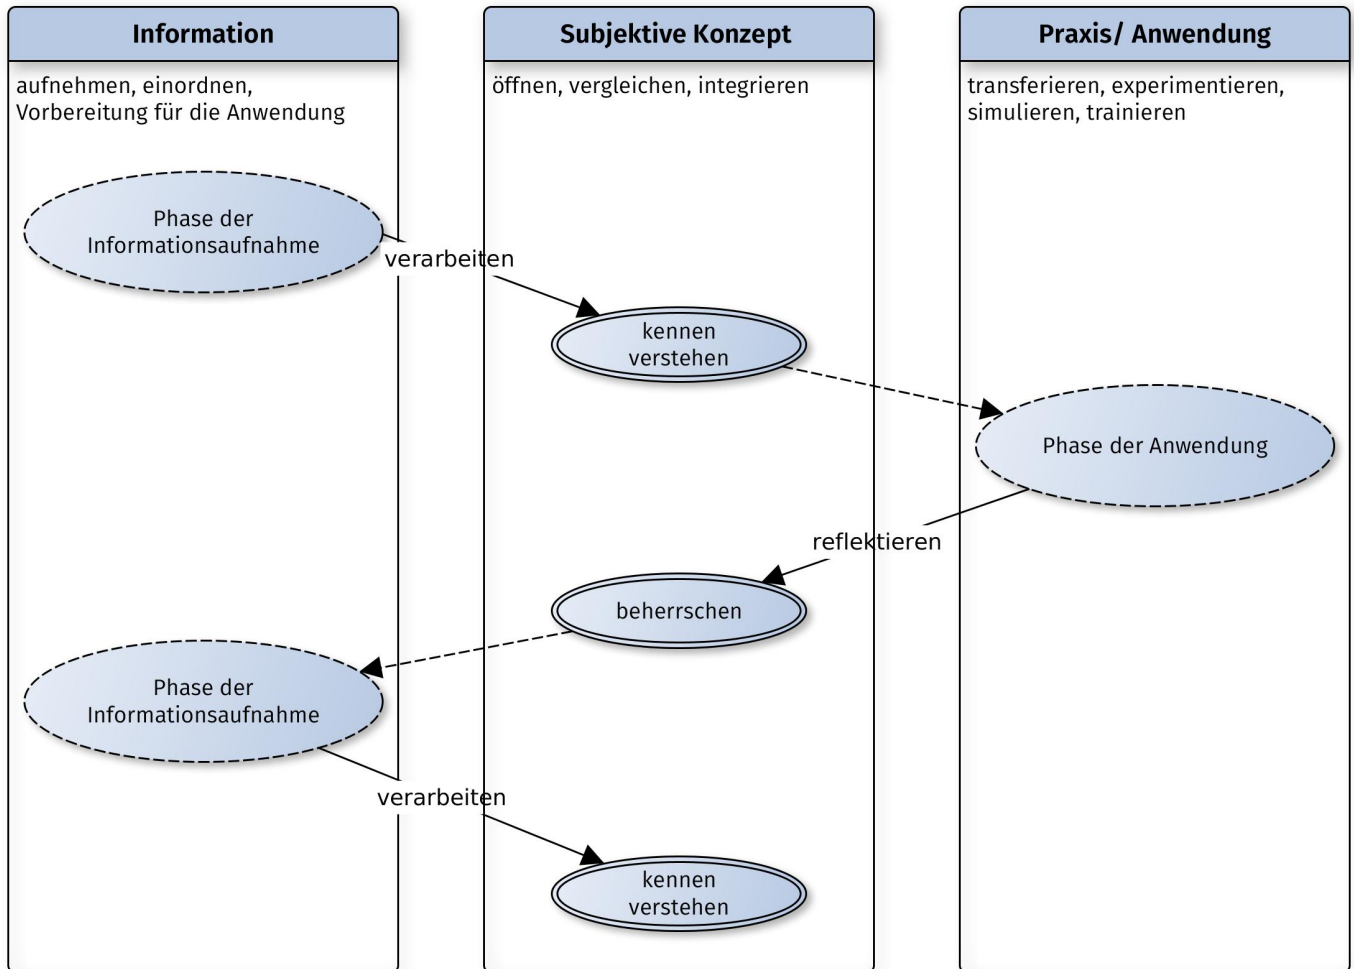 Information
aufnehmen, einordnen,
Vorbereitung für die Anwendung
Subjektive Konzept
öffnen, vergleichen, integrieren
Praxis/ Anwendung
transferieren, experimentieren,
simulieren, trainieren
Phase der
Informationsaufnahme
verarbeiten
kennen
verstehen
Phase der Anwendung
reflektieren
beherrschen
Phase der
Informationsaufnahme
verarbeiten
kennen
verstehen